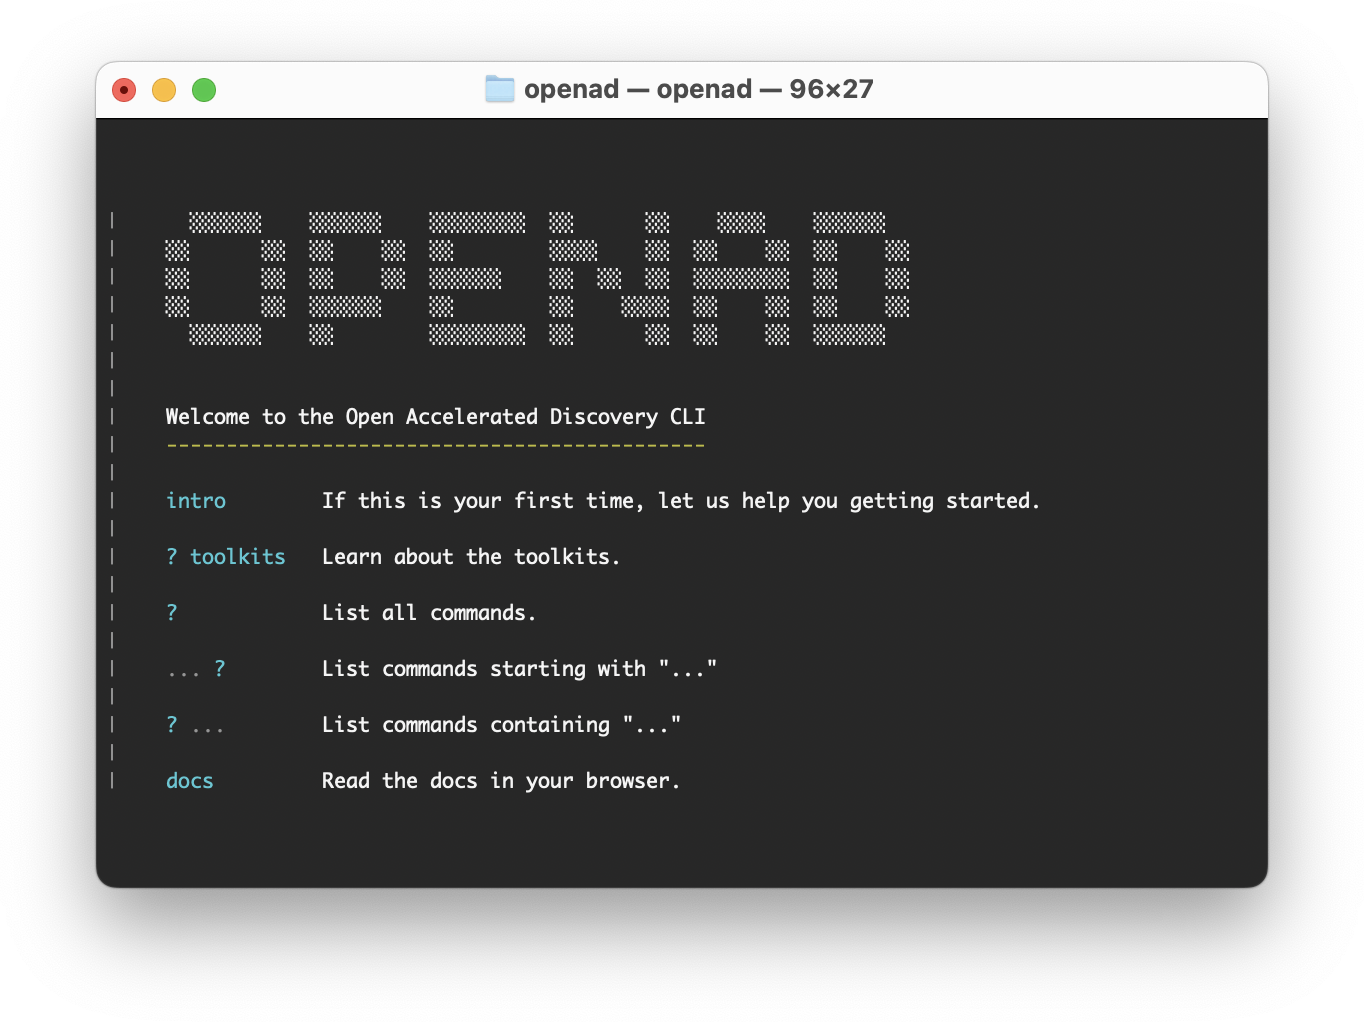 openad — openad — 96×27
OPENAD
Welcome to the Open Accelerated Discovery CLI
---------------------------------------------
intro If this is your first time, let us help you getting started.
? toolkits Learn about the toolkits.
? List all commands.
... ? List commands starting with "..."
? ... List commands containing "..."
docs Read the docs in your browser.